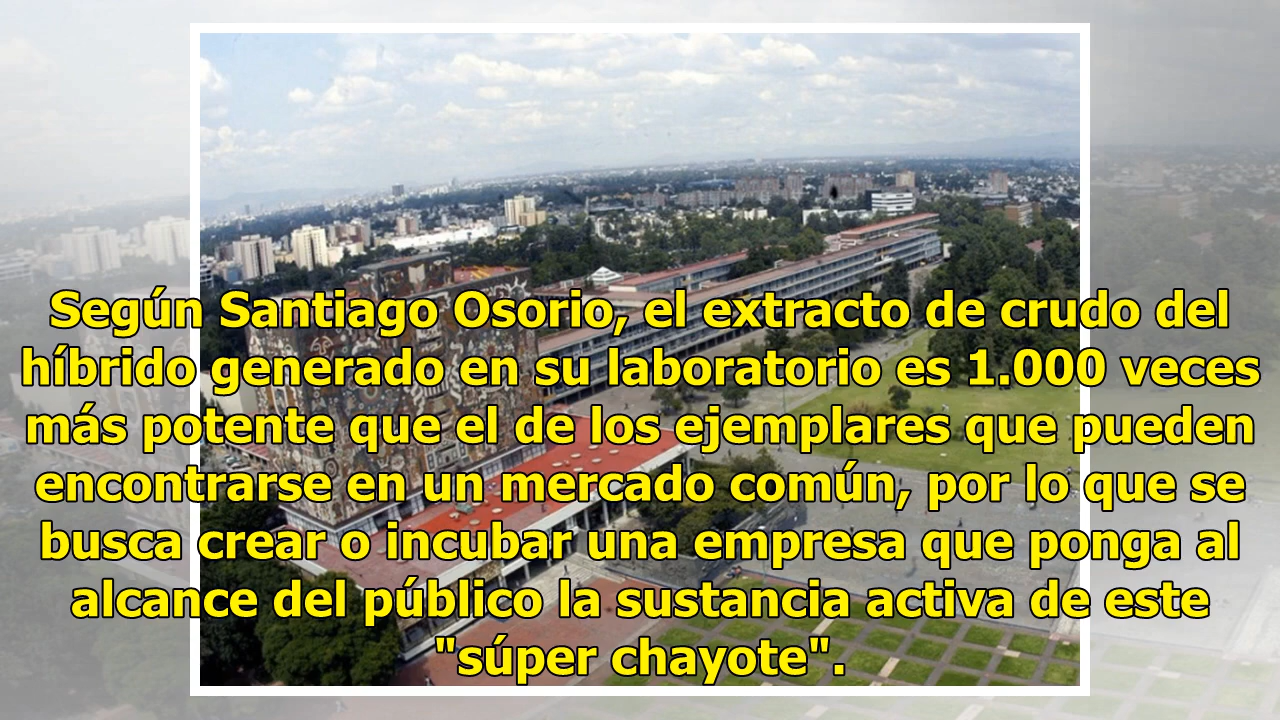 Según Santiago Osorio, el extracto de crudo del
híbrido generado en su laboratorio es 1.000 veces
más potente que el de los ejemplares que pueden
encontrarse en un mercado común, por lo que se
busca crear o incubar una empresa que ponga al
alcance del público la sustancia activa de este
"súper chayote".